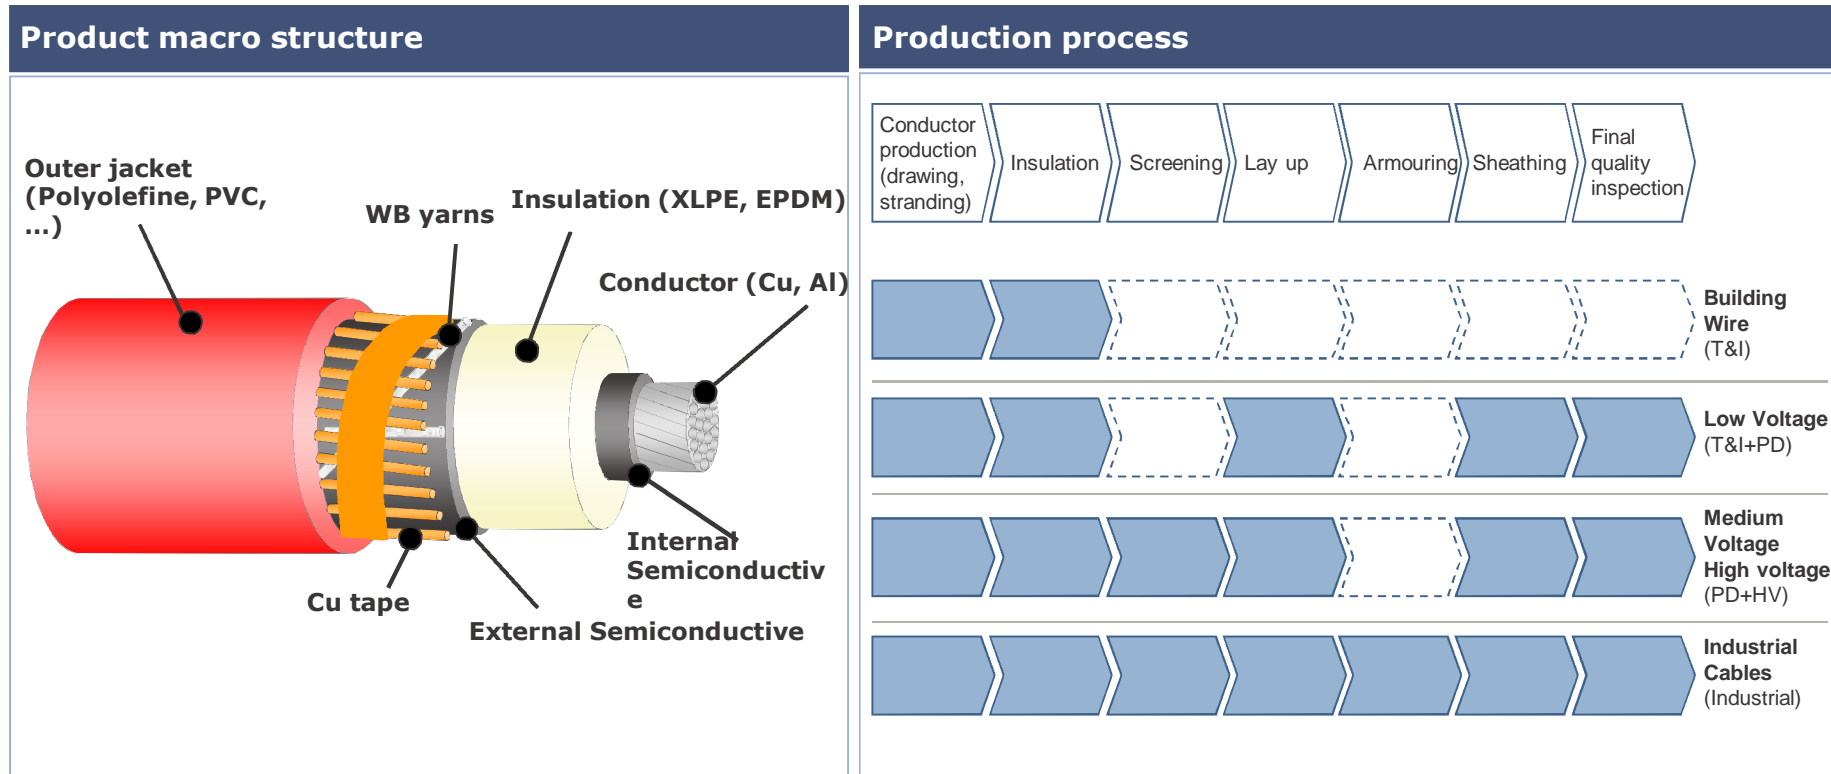 Product macro structure
Outer jacket
(Polyolefine, PVC,
...)
WB yarns
Insulation (XLPE, EPDM)
Conductor (Cu, Al)
Internal
Semiconductiv
e
Cu tape
External Semiconductive
Production process
Conductor
production
(drawing,
stranding)
Insulation
Screening
Lay up
Armouring
Sheathing
Final
quality
inspection
Building
Wire
(T&I)
Low Voltage
(T&I+PD)
Medium
Voltage
High voltage
(PD+HV)
Industrial
Cables
(Industrial)